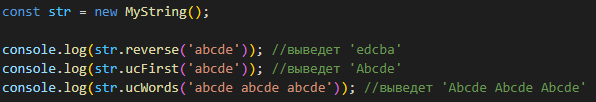 const str = new MyString();
console.log(str.reverse('abcde')); //выведет 'edcba'
console.log(str.ucFirst('abcde')); //выведет 'Abcde'
console.log(str.ucWords('abcde abcde abcde')); //выведет 'Abcde Abcde Abcde'